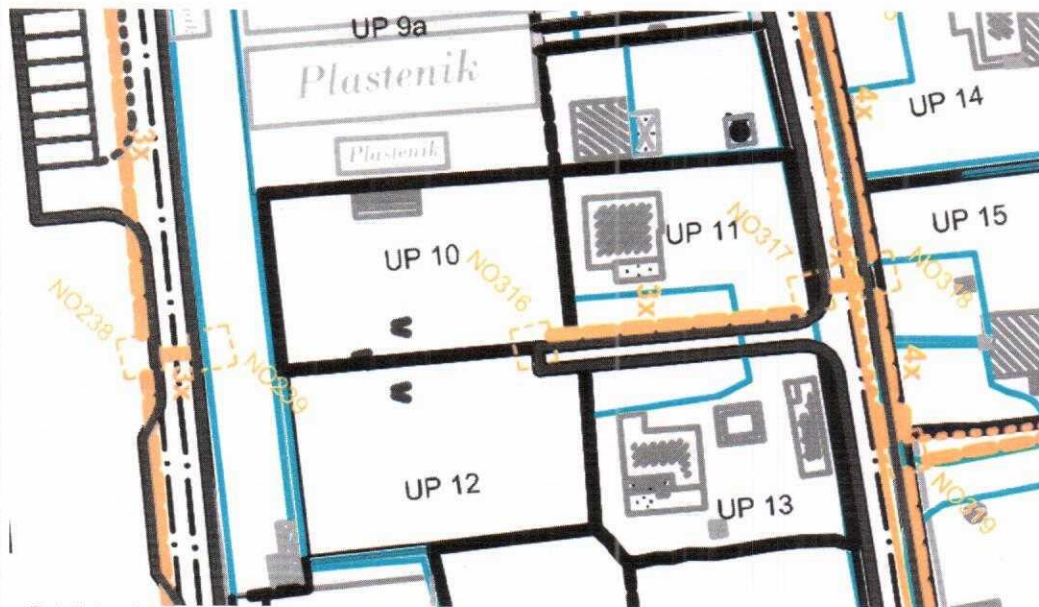 UP 9a
Plastenik
Plastenik
3x
4x
UP 14
UP 10
UP 11
UP 15
NO316
NO317
NO318
3x
NO238
NO239
3x
4x
UP 12
UP 13
NO319